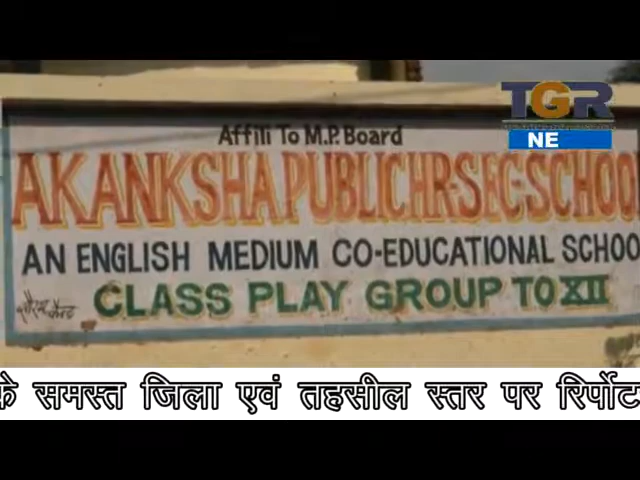 TGR
NE
Affili To M.P. Board
AKANKSHA PUBLIC HR-SEC-SCHOO
AN ENGLISH MEDIUM CO-EDUCATIONAL SCHOO
CLASS PLAY GROUP TO XII
के समस्त जिला एवं तहसील स्तर पर रिर्पोट